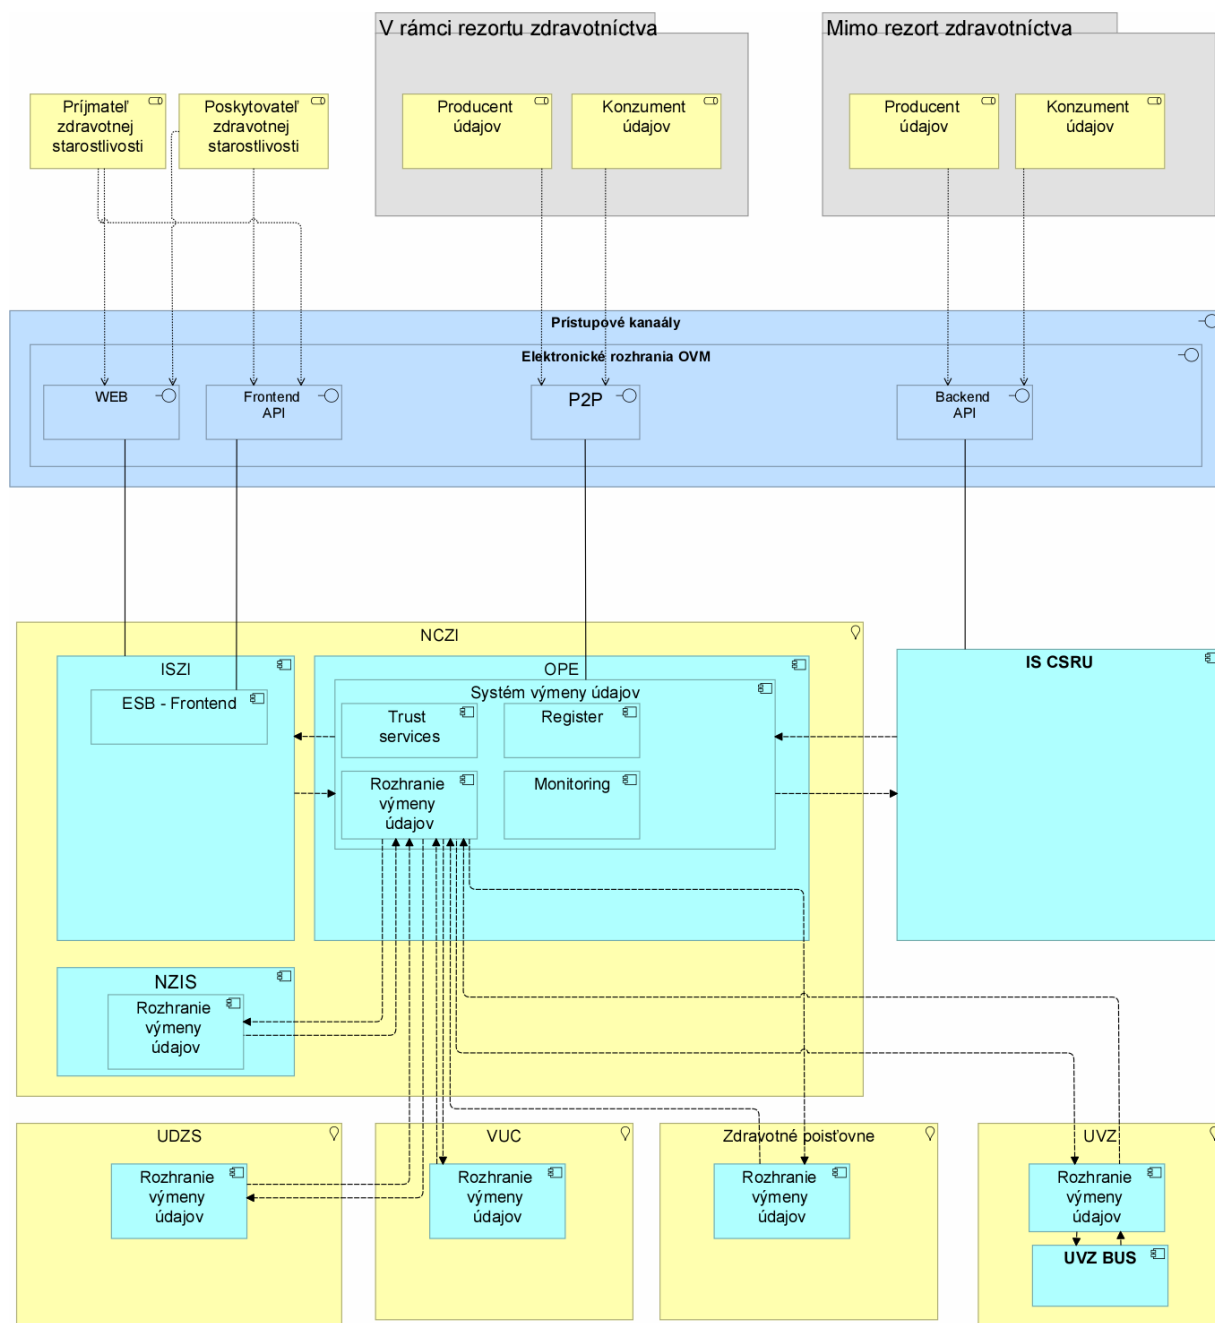 V rámci rezortu zdravotníctva
Mimo rezort zdravotníctva
Príjmateľ
zdravotnej
starostlivosti
Poskytovateľ
zdravotnej
starostlivosti
Producent
údajov
Konzument
údajov
Producent
údajov
Konzument
údajov
Prístupové kanaály
Elektronické rozhrania OVM
WEB
Frontend
API
P2P
Backend
API
NCZI
ISZI
ESB - Frontend
OPE
Systém výmeny údajov
Trust
services
Register
Rozhranie
výmeny
údajov
Monitoring
IS CSRU
NZIS
Rozhranie
výmeny
údajov
UDZS
Rozhranie
výmeny
údajov
VUC
Rozhranie
výmeny
údajov
Zdravotné poisťovne
Rozhranie
výmeny
údajov
UVZ
Rozhranie
výmeny
údajov
UVZ BUS